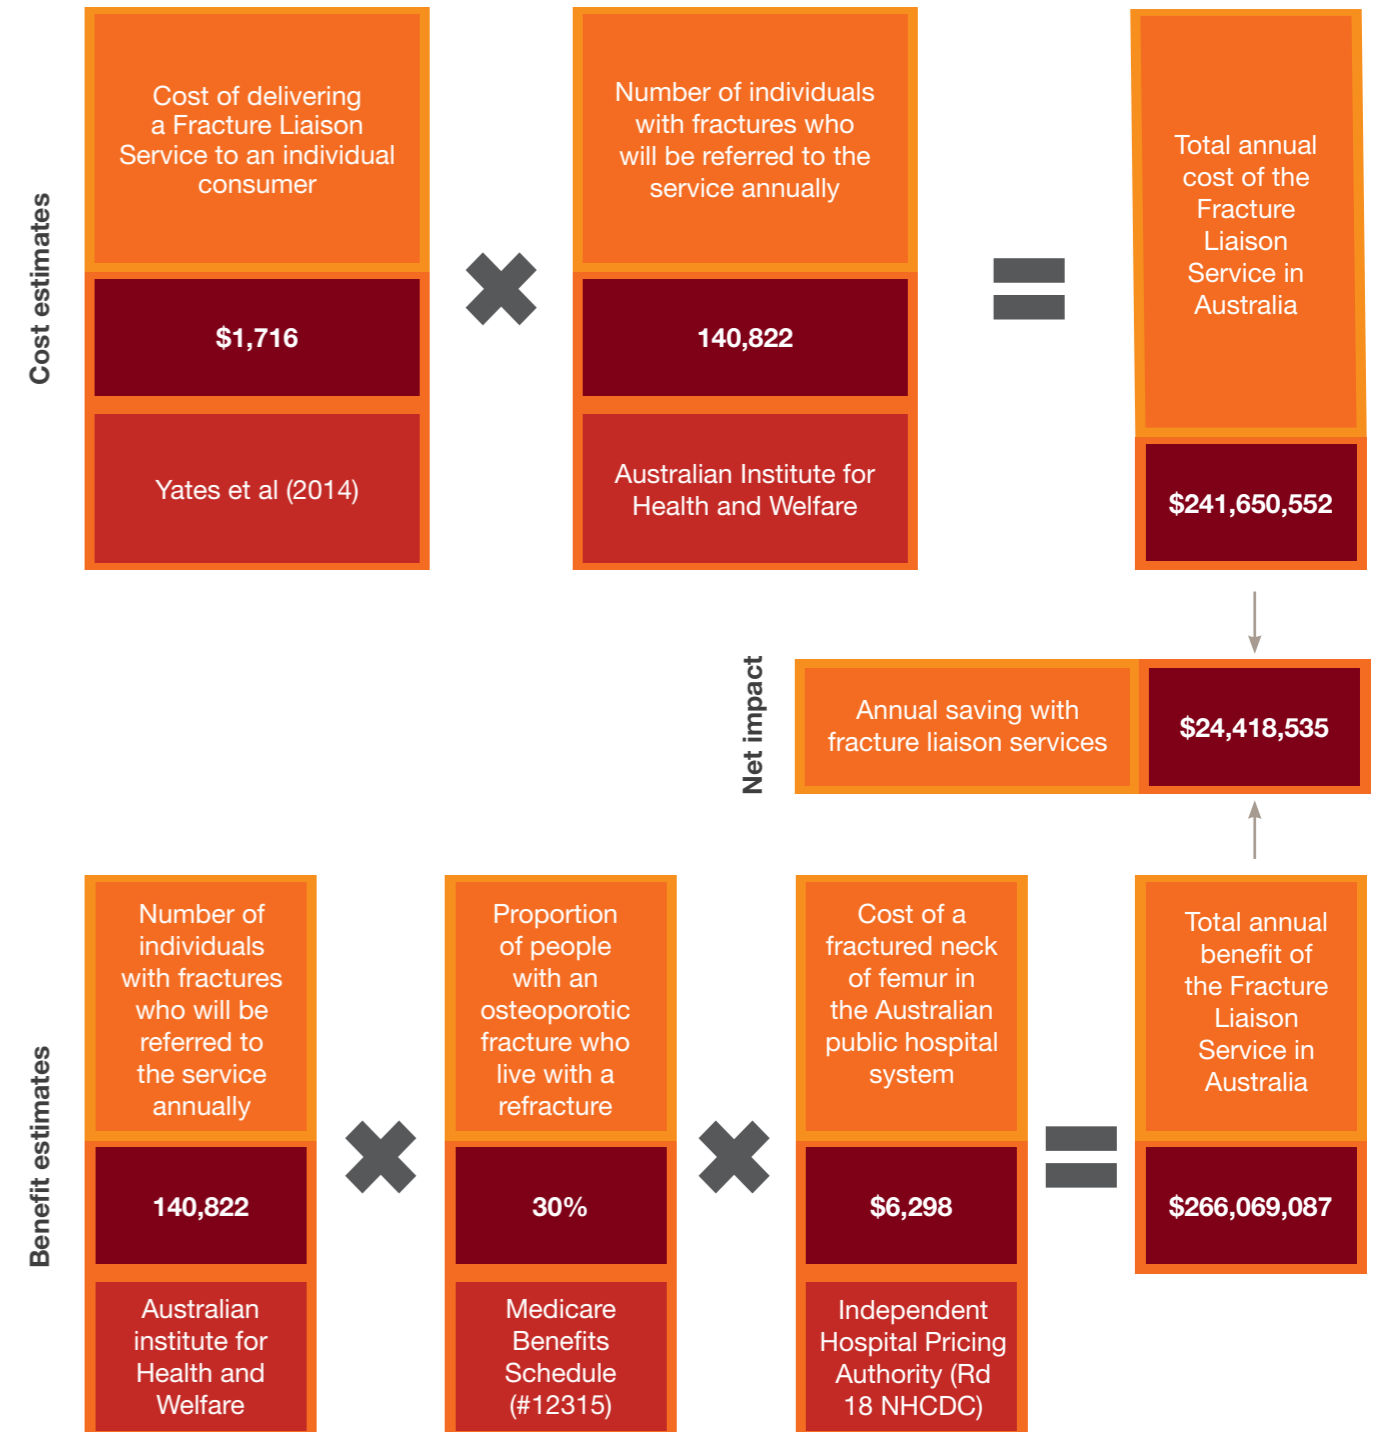 Cost estimates
Cost of delivering
a Fracture Liaison
Service to an individual
consumer
$1,716
Yates et al (2014)
Number of individuals
with fractures who
will be referred to the
service annually
140,822
Australian Institute for
Health and Welfare
Total annual
cost of the
Fracture
Liaison
Service in
Australia
$241,650,552
Net impact
Annual saving with
fracture liaison services
$24,418,535
Benefit estimates
Number of
individuals
with fractures
who will be
referred to
the service
annually
140,822
Australian
institute for
Health and
Welfare
Proportion
of people
with an
osteoporotic
fracture who
live with a
refracture
30%
Medicare
Benefits
Schedule
(#12315)
Cost of a
fractured neck
of femur in
the Australian
public hospital
system
$6,298
Independent
Hospital Pricing
Authority (Rd
18 NHCDC)
Total annual
benefit of
the Fracture
Liaison
Service in
Australia
$266,069,087